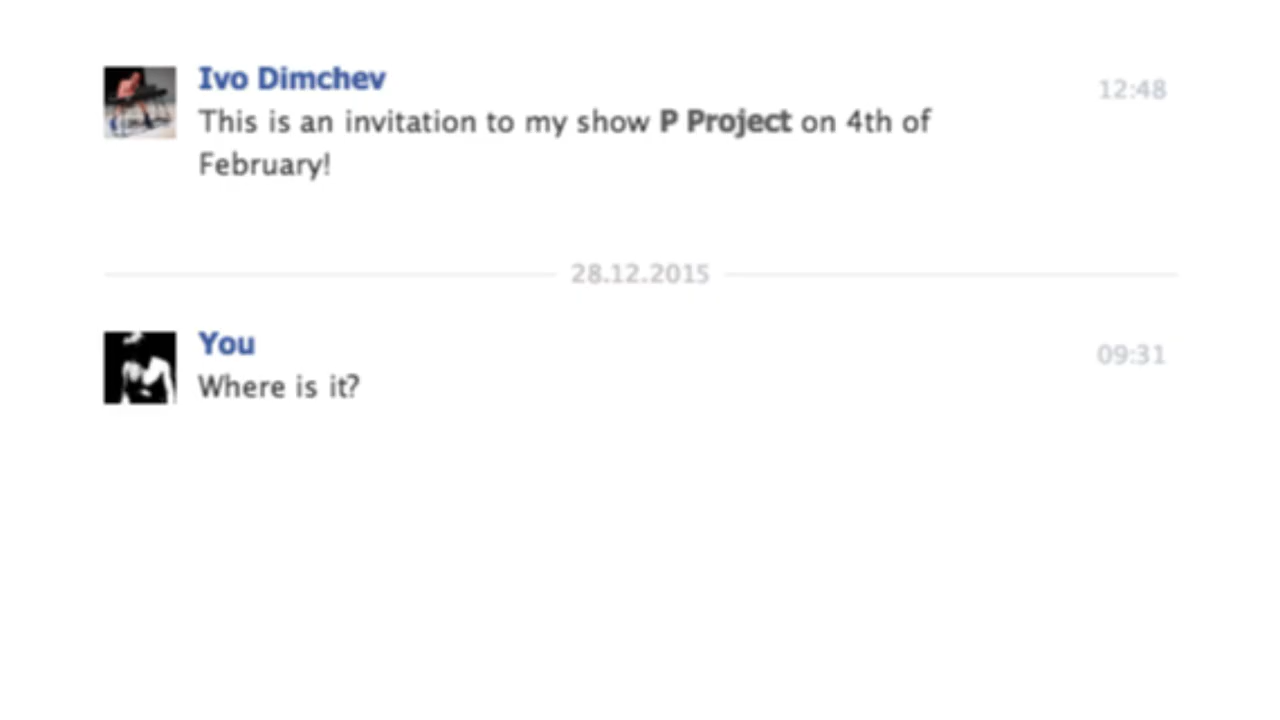 Ivo Dimchev
12:48
This is an invitation to my show P Project on 4th of
February!
28.12.2015
You
09:31
Where is it?